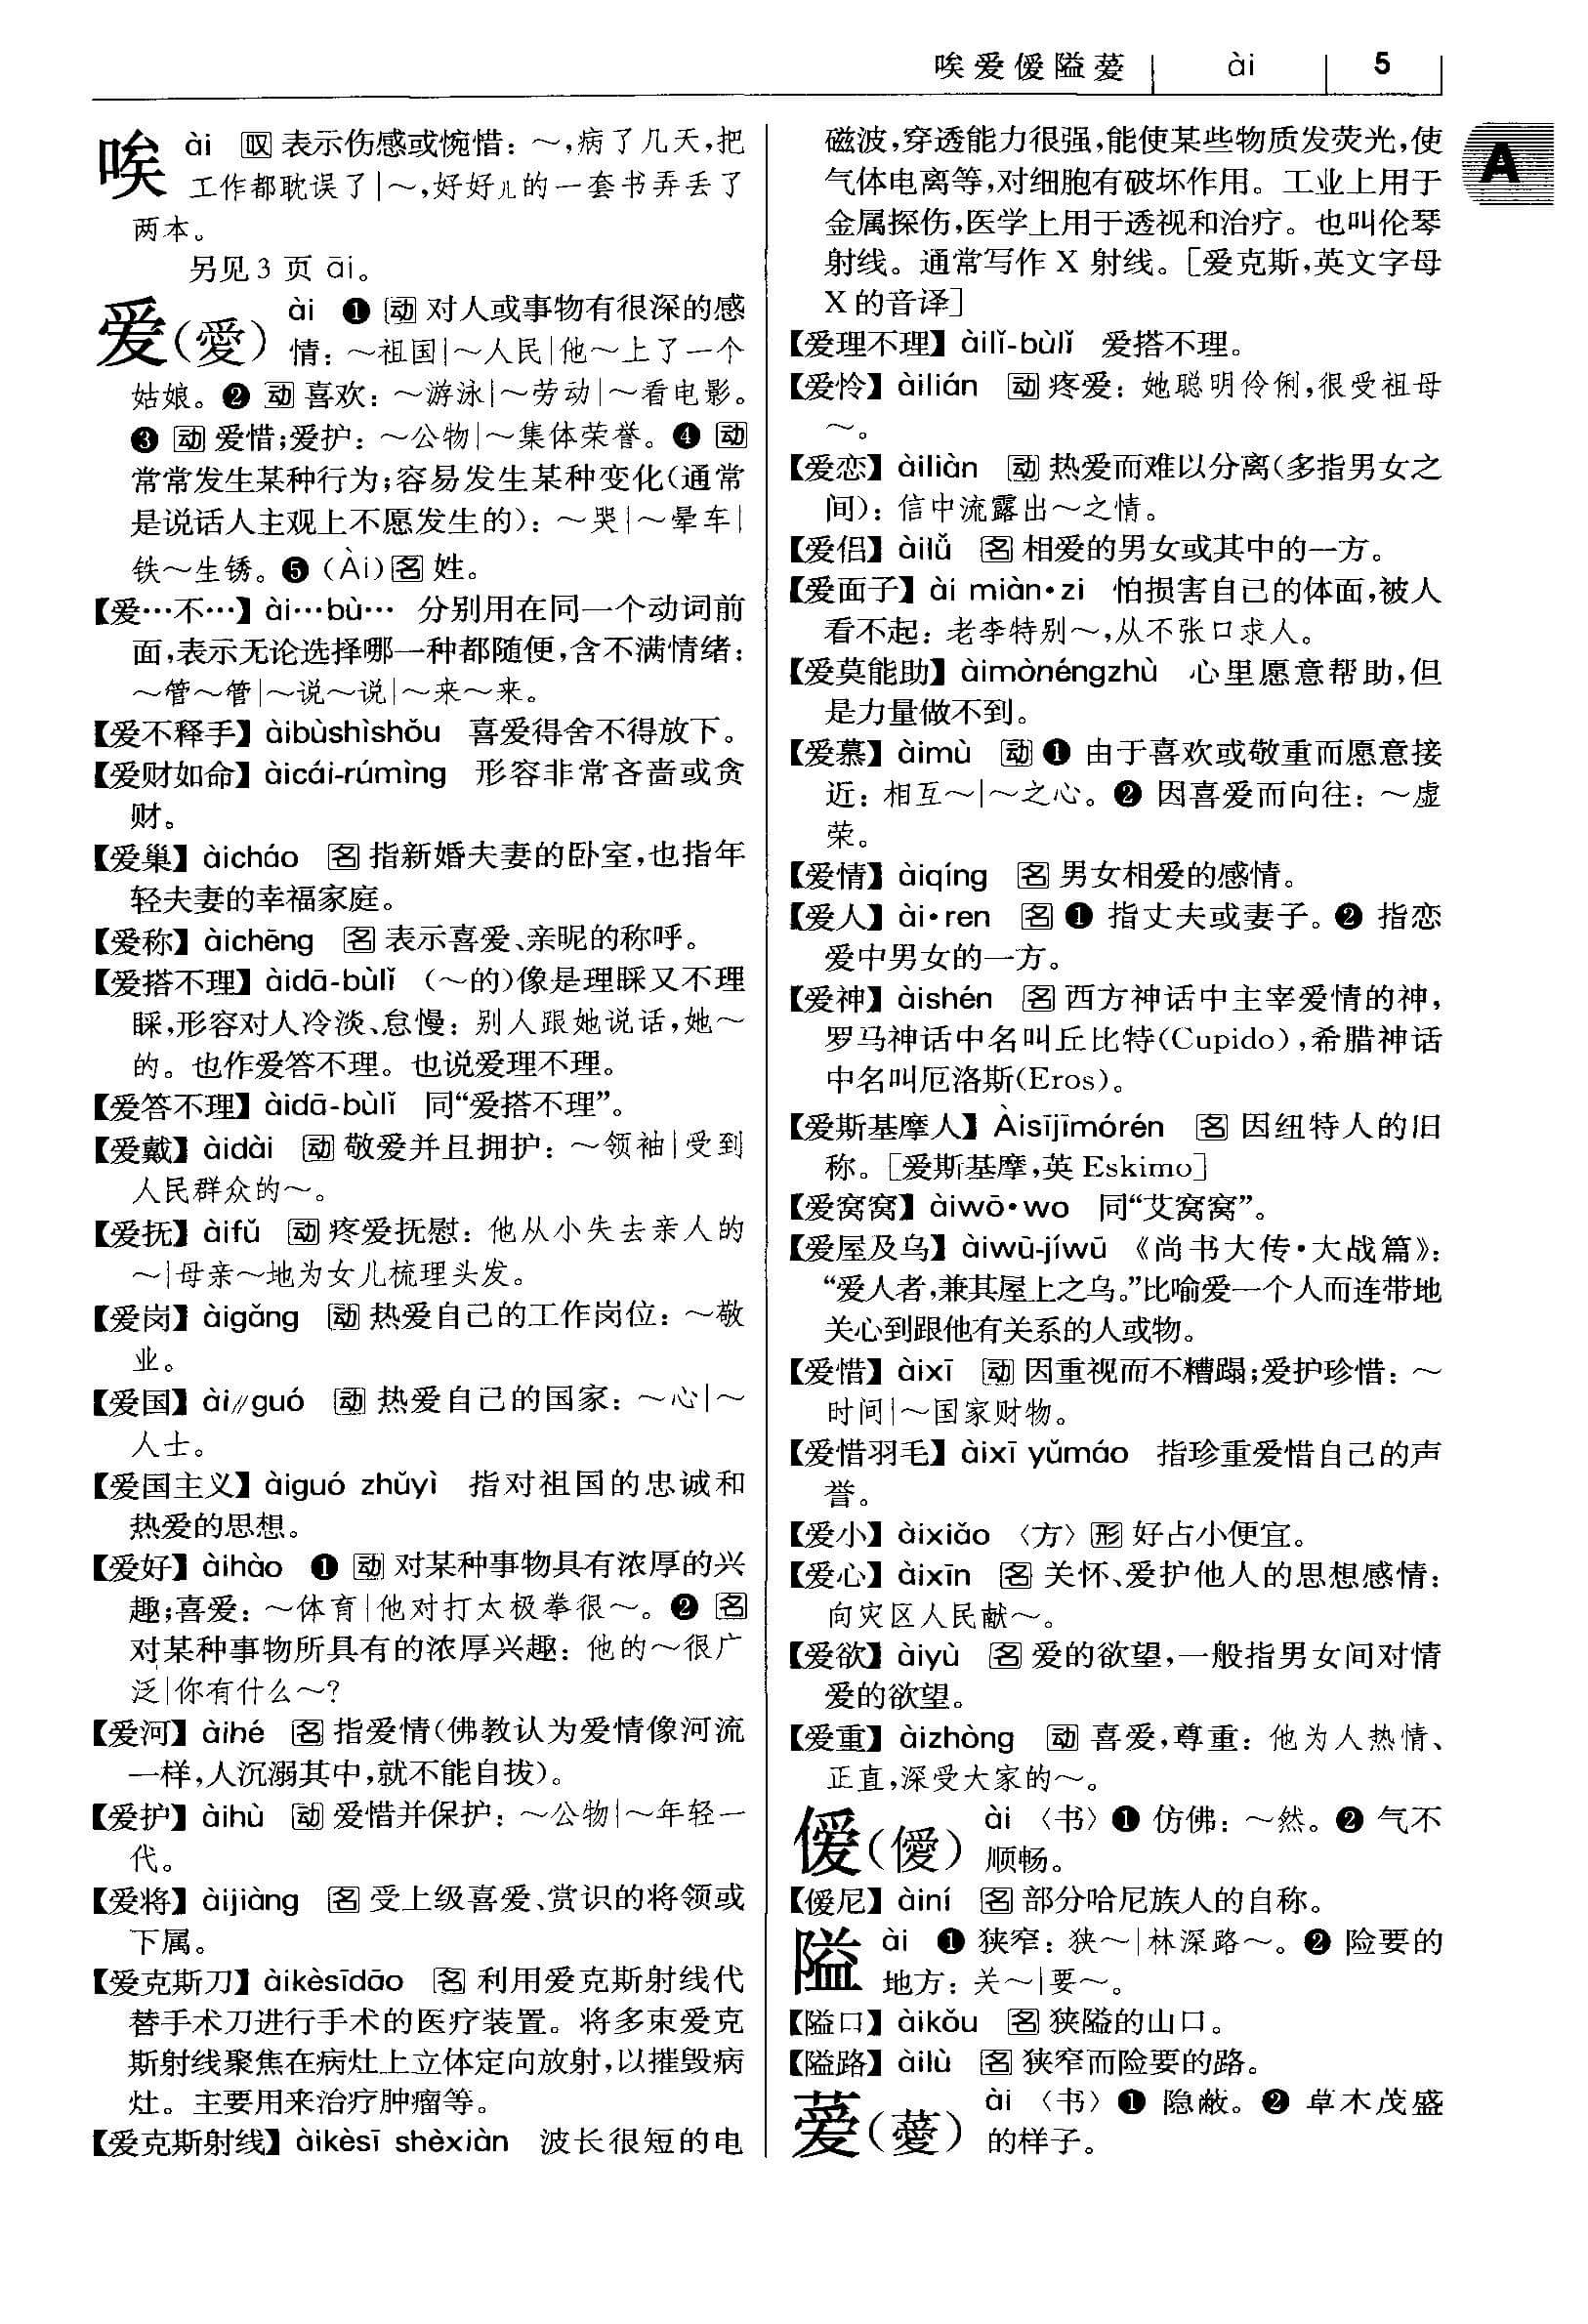 唉爱僾隘薆 ài 5
A
唉 ài 叹 表示伤感或惋惜：～，病了几天，把
工作都耽误了|～，好好儿的一套书弄丢了
两本。
另见3 页 āi。
爱（愛） ài ❶ 动 对人或事物有很深的感
情：～祖国|～人民|他～上了一个
姑娘。❷ 动 喜欢：～游泳|～劳动|～看电影。
❸ 动 爱惜；爱护：～公物|～集体荣誉。❹ 动
常常发生某种行为；容易发生某种变化（通常
是说话人主观上不愿发生的）：～哭|～晕车|
铁～生锈。❺（Ài）名 姓。
【爱…不…】ài…bù… 分别用在同一个动词前
面，表示无论选择哪一种都随便，含不满情绪：
～管～管|～说～说|～来～来。
【爱不释手】àibùshìshǒu 喜爱得舍不得放下。
【爱财如命】àicái-rúmìng 形容非常吝啬或贪
财。
【爱巢】àicháo 名 指新婚夫妻的卧室，也指年
轻夫妻的幸福家庭。
【爱称】àichēng 名 表示喜爱、亲昵的称呼。
【爱搭不理】àidā-bùlǐ （～的）像是理睬又不理
睬，形容对人冷淡、怠慢：别人跟她说话，她～
的。也作爱答不理。也说爱理不理。
【爱答不理】àidā-bùlǐ 同“爱搭不理”。
【爱戴】àidài 动 敬爱并且拥护：～领袖|受到
人民群众的～。
【爱抚】àifǔ 动 疼爱抚慰：他从小失去亲人的
～|母亲～地为女儿梳理头发。
【爱岗】àigǎng 动 热爱自己的工作岗位：～敬
业。
【爱国】ài∥guó 动 热爱自己的国家：～心|～
人士。
【爱国主义】àiguó zhǔyì 指对祖国的忠诚和
热爱的思想。
【爱好】àihào ❶ 动 对某种事物具有浓厚的兴
趣；喜爱：～体育|他对打太极拳很～。❷ 名
对某种事物所具有的浓厚兴趣：他的～很广
泛|你有什么～？
【爱河】àihé 名 指爱情（佛教认为爱情像河流
一样，人沉溺其中，就不能自拔）。
【爱护】àihù 动 爱惜并保护：～公物|～年轻一
代。
【爱将】àijiàng 名 受上级喜爱、赏识的将领或
下属。
【爱克斯刀】àikèsīdāo 名 利用爱克斯射线代
替手术刀进行手术的医疗装置。将多束爱克
斯射线聚焦在病灶上立体定向放射，以摧毁病
灶。主要用来治疗肿瘤等。
【爱克斯射线】àikèsī shèxiàn 波长很短的电
磁波，穿透能力很强，能使某些物质发荧光，使
气体电离等，对细胞有破坏作用。工业上用于
金属探伤，医学上用于透视和治疗。也叫伦琴
射线。通常写作 X 射线。[爱克斯，英文字母
X 的音译]
【爱理不理】àilǐ-bùlǐ 爱搭不理。
【爱怜】àilián 动 疼爱：她聪明伶俐，很受祖母
～。
【爱恋】àiliàn 动 热爱而难以分离（多指男女之
间）：信中流露出～之情。
【爱侣】àilǚ 名 相爱的男女或其中的一方。
【爱面子】ài miàn•zi 怕损害自己的体面，被人
看不起：老李特别～，从不张口求人。
【爱莫能助】àimònéngzhù 心里愿意帮助，但
是力量做不到。
【爱慕】àimù 动 ❶ 由于喜欢或敬重而愿意接
近：相互～|～之心。❷ 因喜爱而向往：～虚
荣。
【爱情】àiqíng 名 男女相爱的感情。
【爱人】ài•ren 名 ❶ 指丈夫或妻子。❷ 指恋
爱中男女的一方。
【爱神】àishén 名 西方神话中主宰爱情的神，
罗马神话中名叫丘比特(Cupido)，希腊神话
中名叫厄洛斯(Eros)。
【爱斯基摩人】Àisījīmórén 名 因纽特人的旧
称。[爱斯基摩，英 Eskimo]
【爱窝窝】àiwō•wo 同“艾窝窝”。
【爱屋及乌】àiwū-jíwū 《尚书大传•大战篇》：
“爱人者，兼其屋上之乌。”比喻爱一个人而连带地
关心到跟他有关系的人或物。
【爱惜】àixī 动 因重视而不糟蹋；爱护珍惜：～
时间|～国家财物。
【爱惜羽毛】àixī yǔmáo 指珍重爱惜自己的声
誉。
【爱小】àixiǎo 〈方〉形 好占小便宜。
【爱心】àixīn 名 关怀、爱护他人的思想感情：
向灾区人民献～。
【爱欲】àiyù 名 爱的欲望，一般指男女间对情
爱的欲望。
【爱重】àizhòng 动 喜爱，尊重：他为人热情、
正直，深受大家的～。
僾（僾） ài 〈书〉❶ 仿佛：～然。❷ 气不
顺畅。
【僾尼】àiní 名 部分哈尼族人的自称。
隘 ài ❶ 狭窄：狭～|林深路～。❷ 险要的
地方：关～|要～。
【隘口】àikǒu 名 狭隘的山口。
【隘路】àilù 名 狭窄而险要的路。
薆（薆） ài 〈书〉❶ 隐蔽。❷ 草木茂盛
的样子。